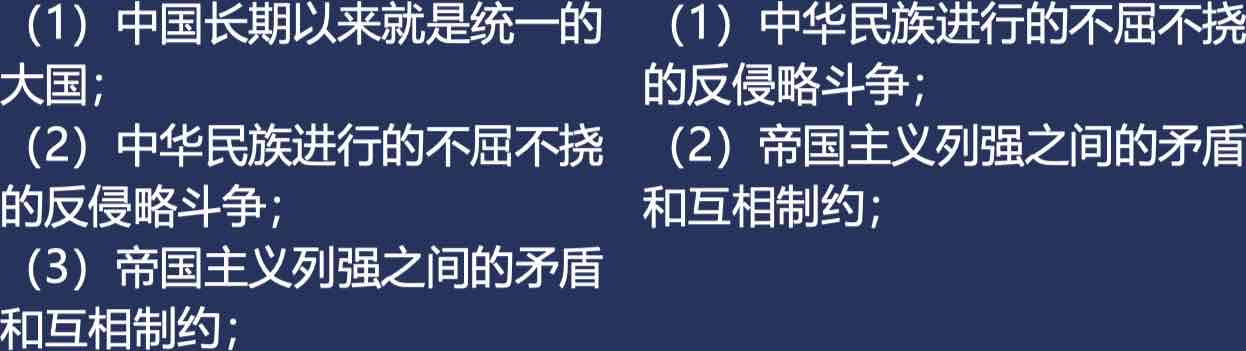 （1）中国长期以来就是统一的
大国；
（2）中华民族进行的不屈不挠
的反侵略斗争；
（3）帝国主义列强之间的矛盾
和互相制约；
（1）中华民族进行的不屈不挠
的反侵略斗争；
（2）帝国主义列强之间的矛盾
和互相制约；